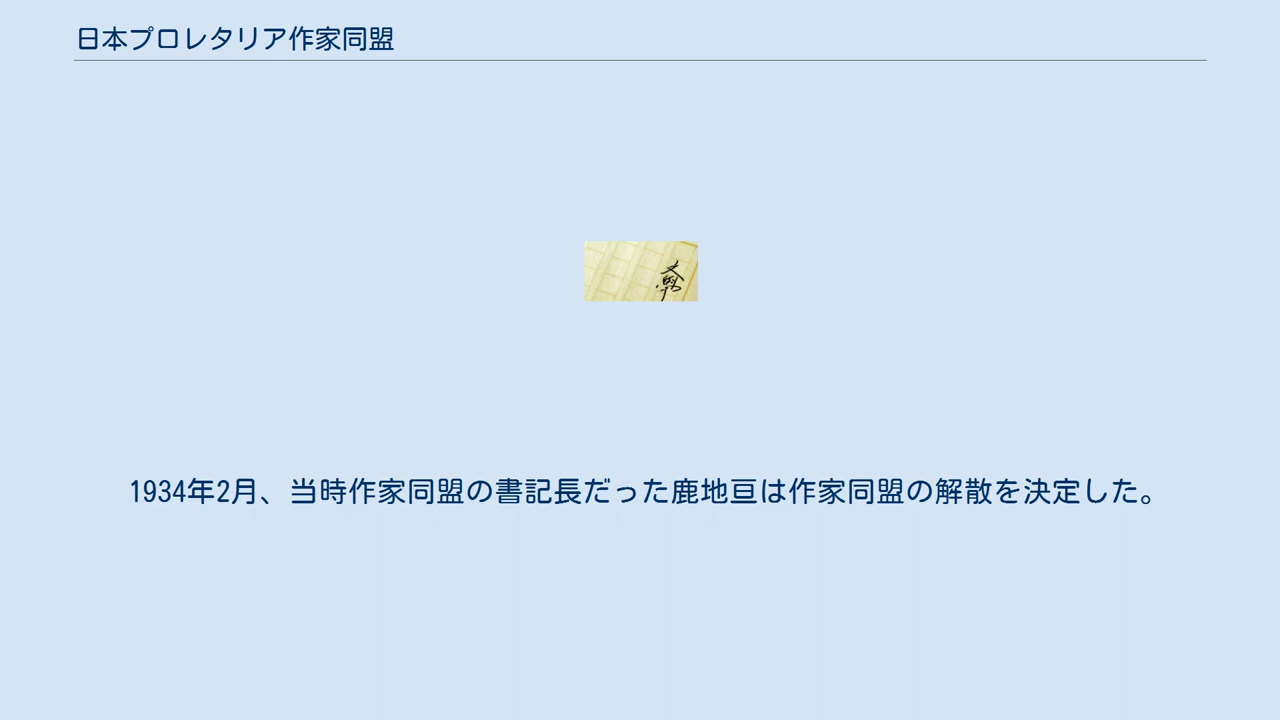 日本プロレタリア作家同盟
1934年2月、当時作家同盟の書記長だった鹿地亘は作家同盟の解散を決定した。